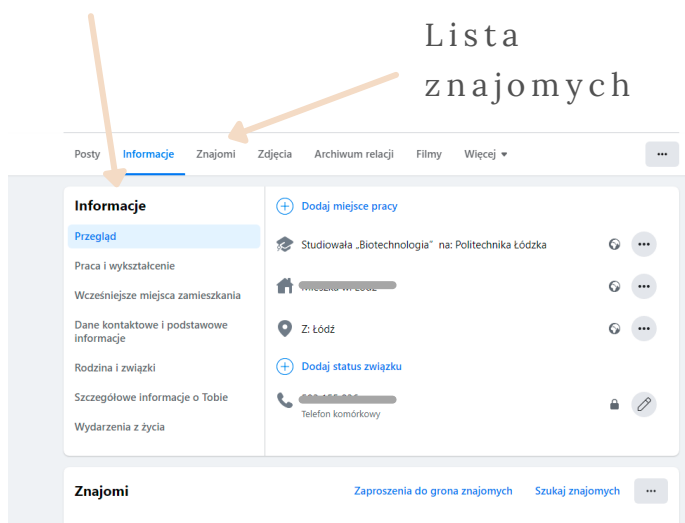 Lista
znajomych
Posty Informacje Znajomi Zdjęcia Archiwum relacji Filmy Więcej
Informacje
Przegląd
Praca i wykształcenie
Wcześniejsze miejsca zamieszkania
Dane kontaktowe i podstawowe
informacje
Rodzina i związki
Szczegółowe informacje o Tobie
Wydarzenia z życia
Dodaj miejsce pracy
Studiowała „Biotechnologia” na: Politechnika Łódzka
Z: Łódź
Dodaj status związku
Telefon komórkowy
Znajomi Zaproszenia do grona znajomych Szukaj znajomych